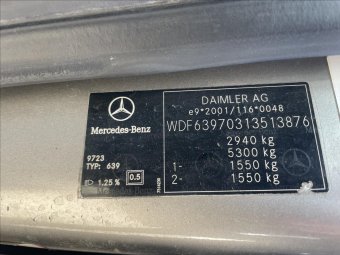 DAIMLER AG
e9*2001/116*0048
WDF63970313513876
2940 kg
5300 kg
1- 1550 kg
2- 1550 kg
Mercedes-Benz
9723
TYP: 639
1.25 % 0.5